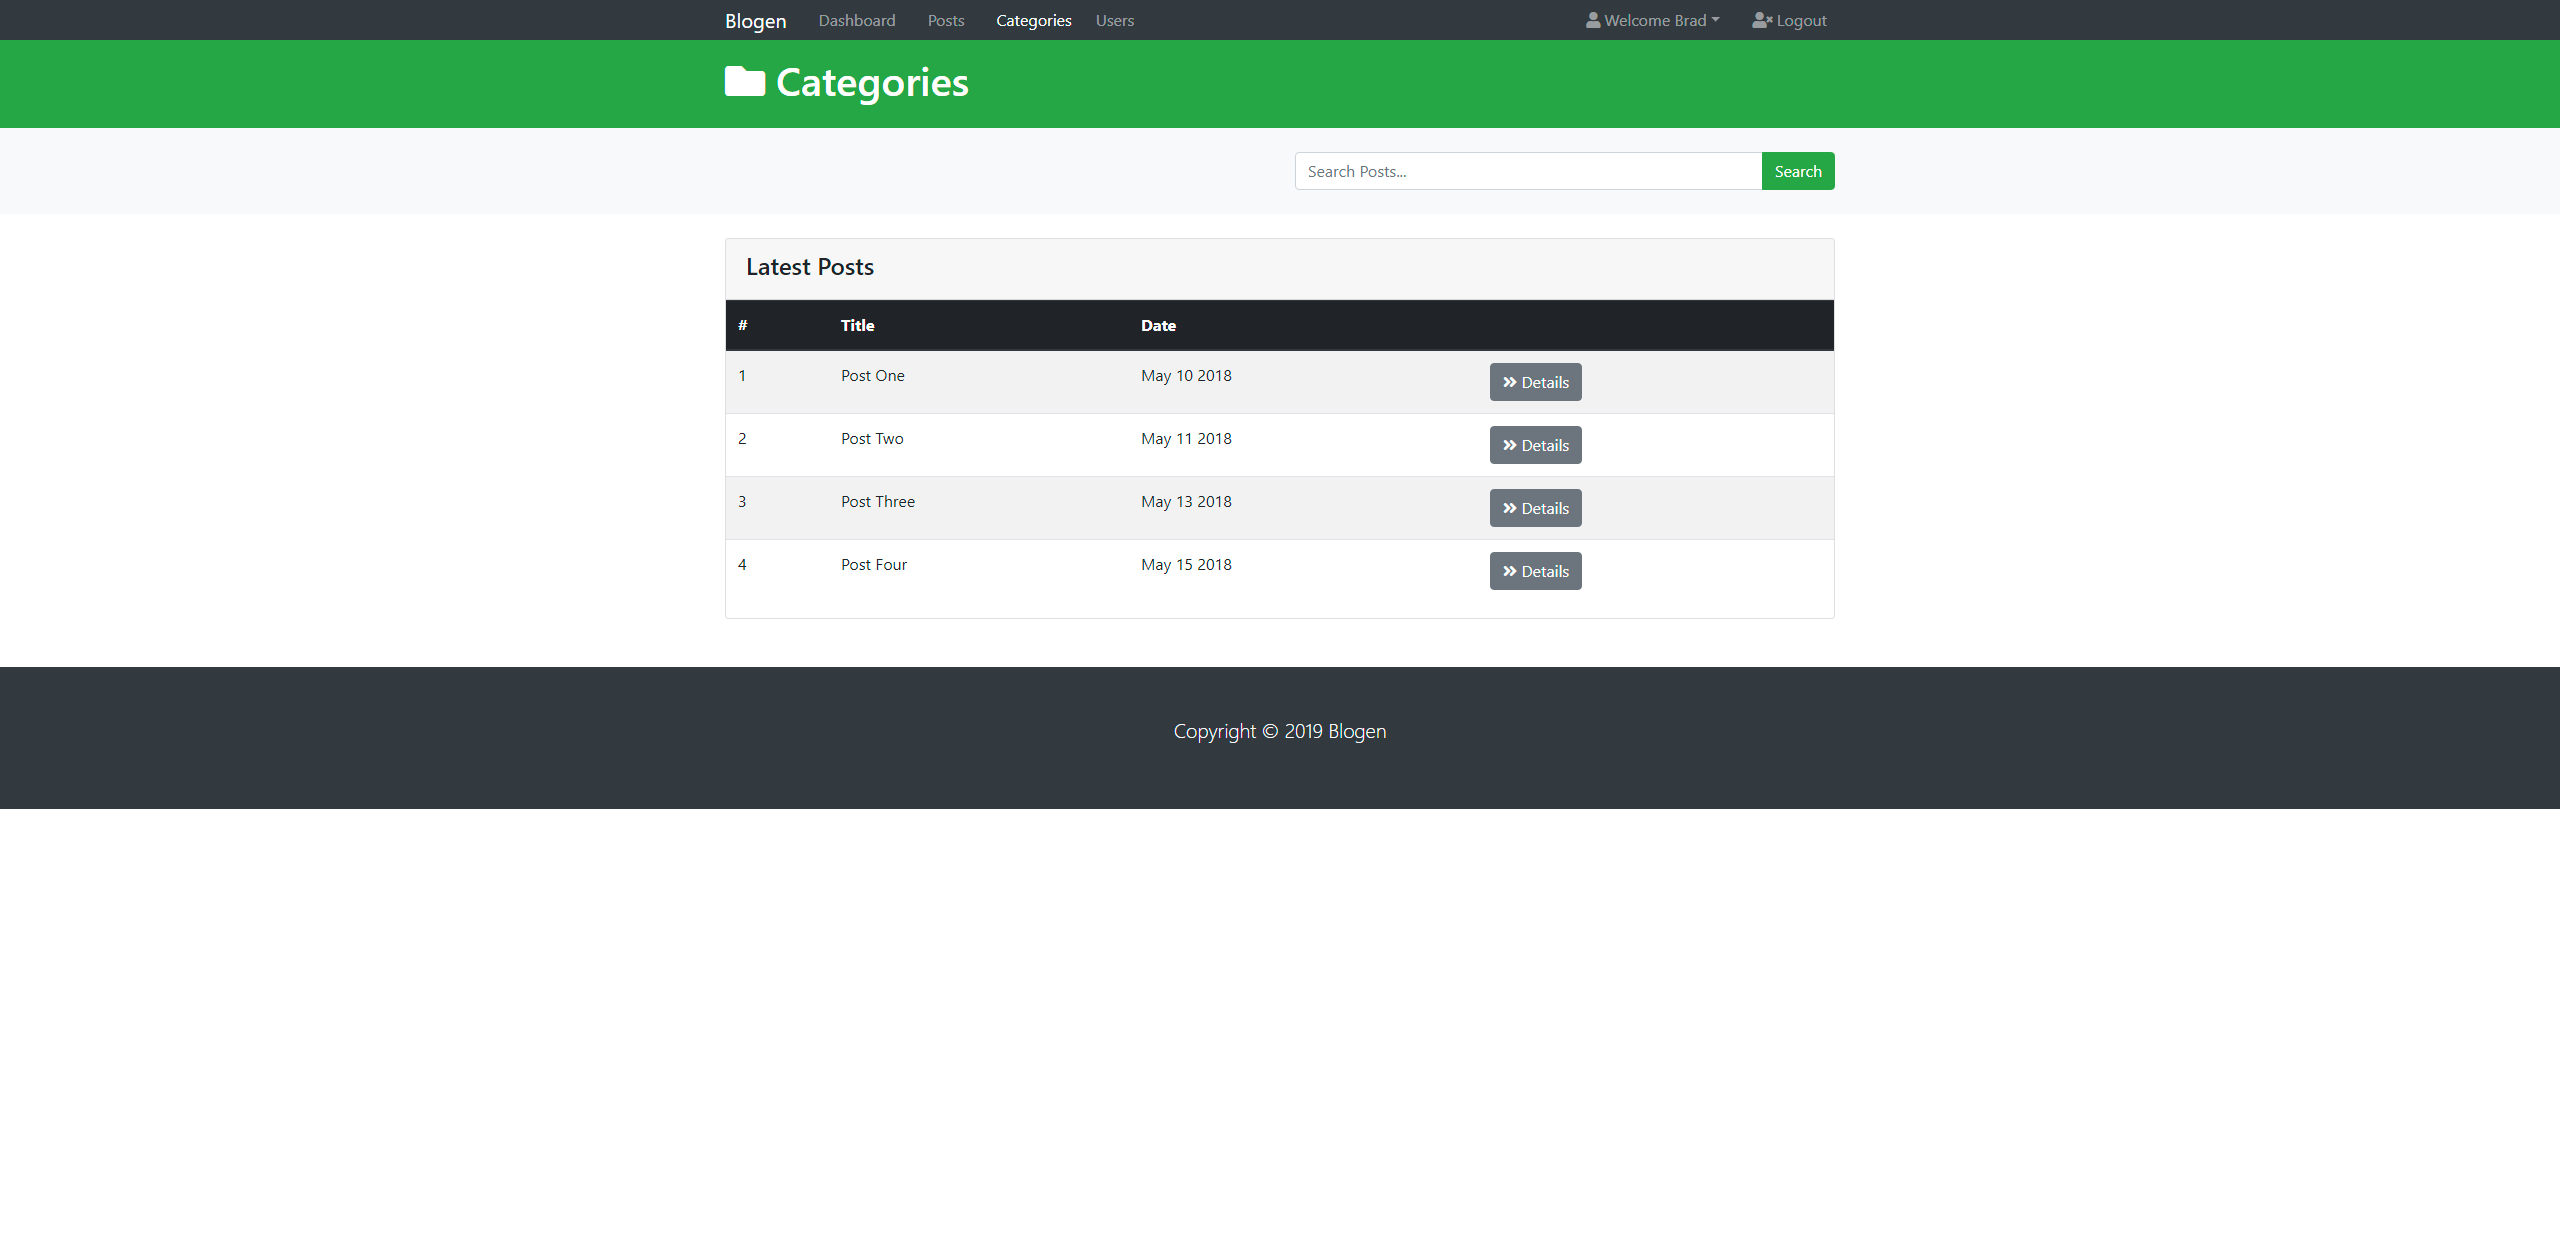 Blogen Dashboard Posts Categories Users Welcome Brad Logout
Categories
Search Posts... Search
Latest Posts
# Title Date
1 Post One May 10 2018 Details
2 Post Two May 11 2018 Details
3 Post Three May 13 2018 Details
4 Post Four May 15 2018 Details
Copyright © 2019 Blogen